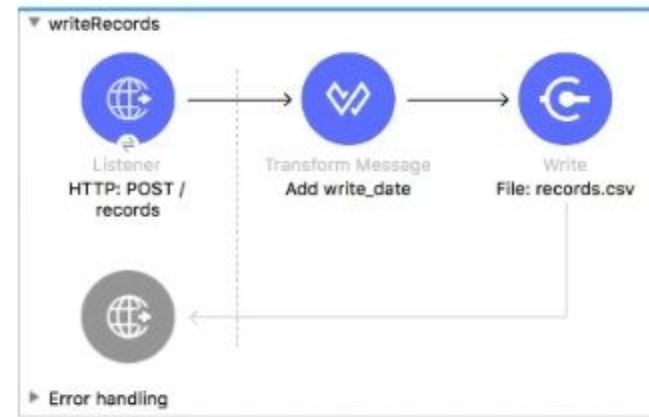 writeRecords
Listener
HTTP: POST /
records
Transform Message
Add write_date
Write
File: records.csv
Error handling